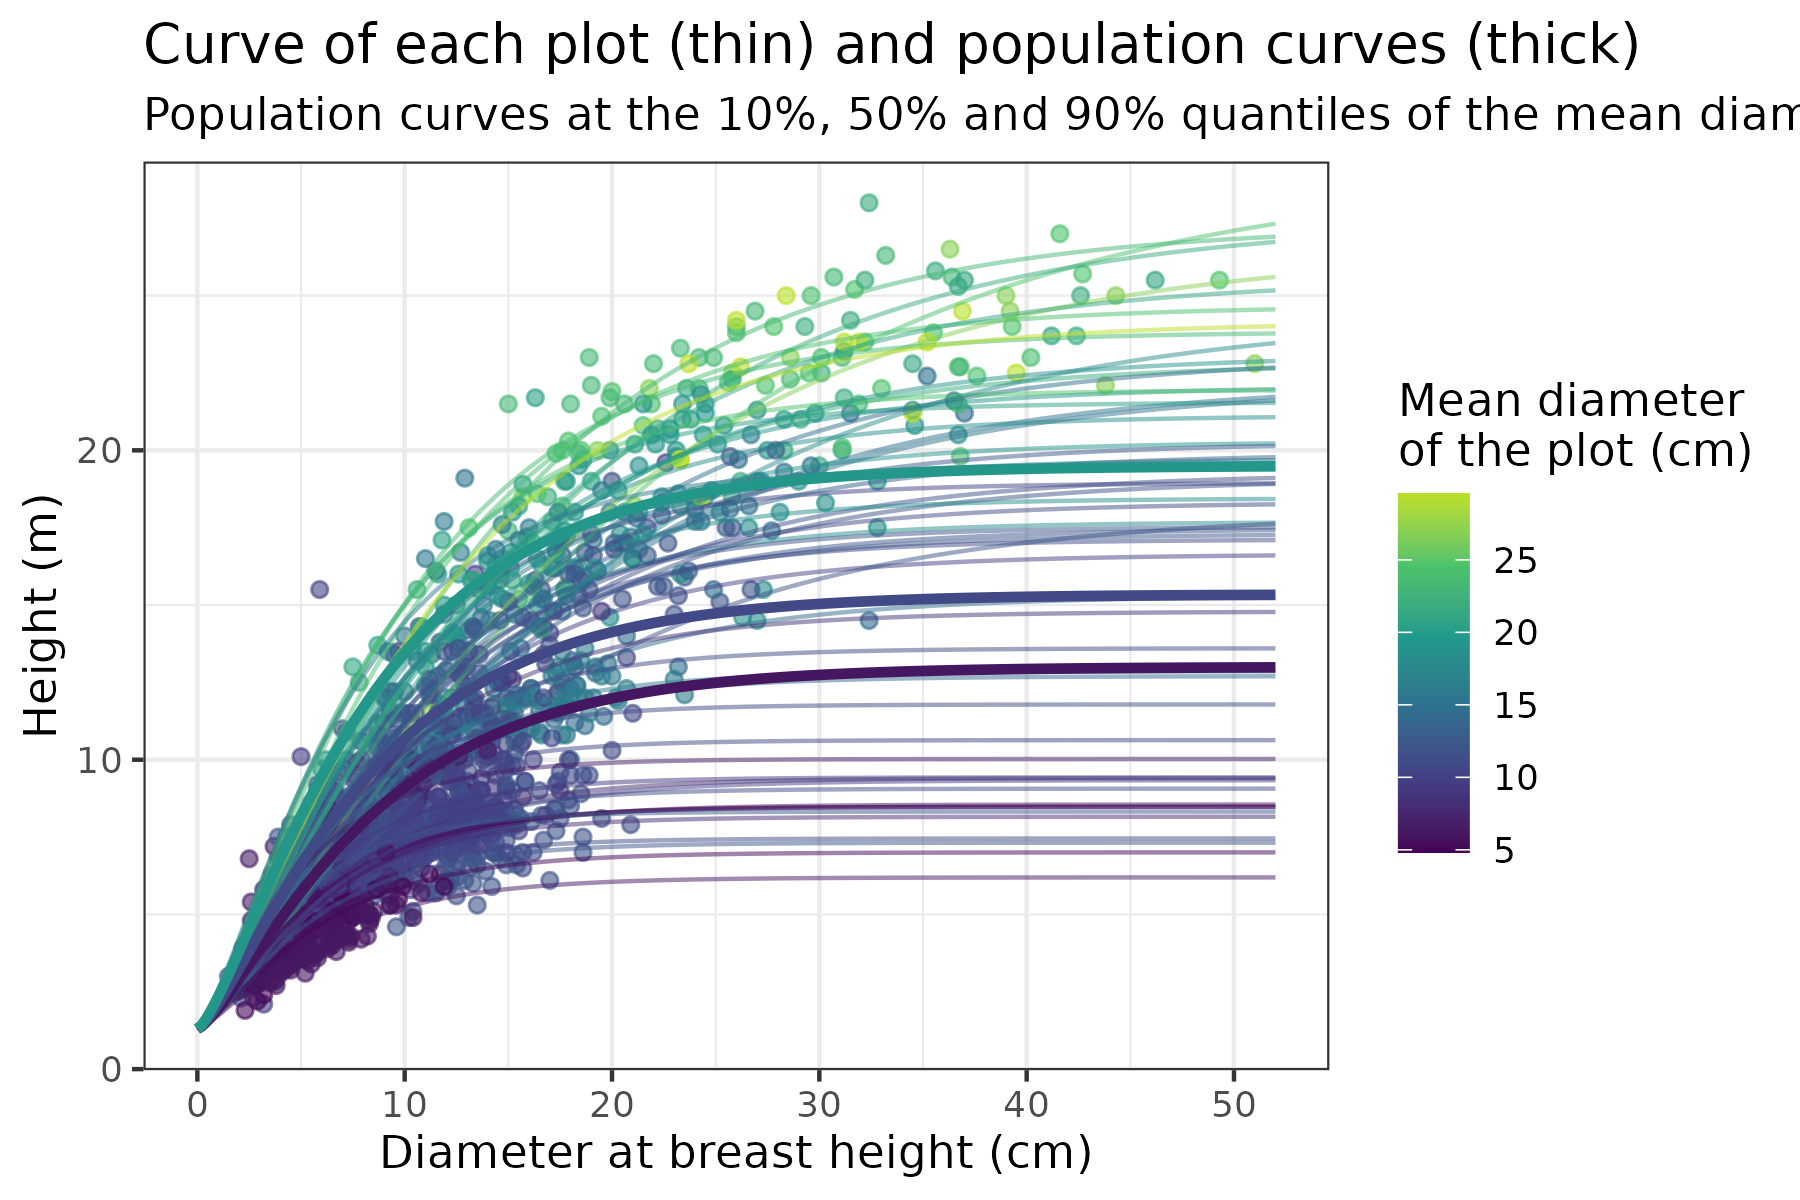 Curve of each plot (thin) and population curves (thick)
Population curves at the 10%, 50% and 90% quantiles of the mean diam
Height (m)
20
10
0
0 10 20 30 40 50
Diameter at breast height (cm)
Mean diameter
of the plot (cm)
25
20
15
10
5